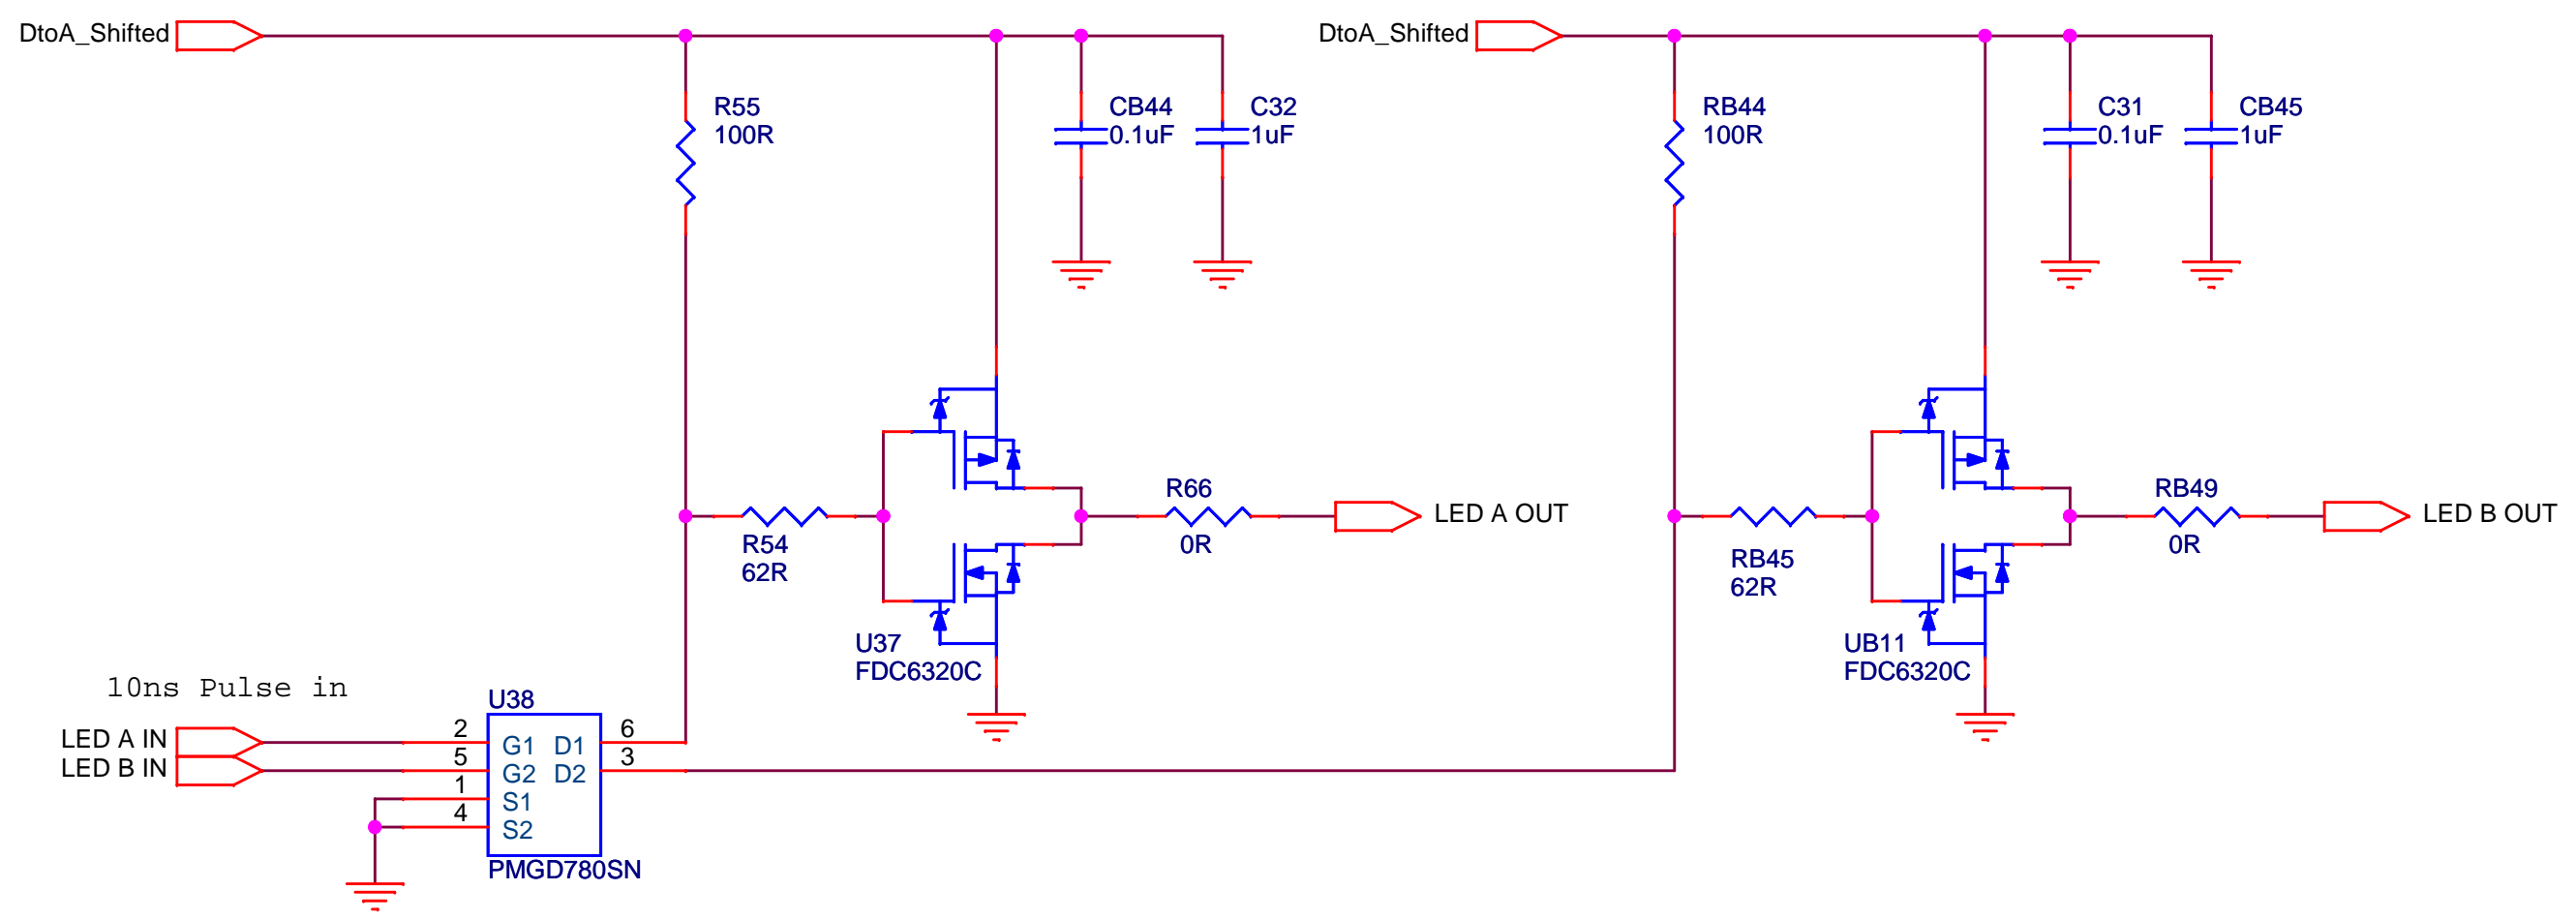 DtoA_Shifted
R55
100R
CB44
0.1uF
C32
1uF
R54
62R
R66
0R
LED A OUT
U37
FDC6320C
DtoA_Shifted
RB44
100R
C31
0.1uF
CB45
1uF
RB45
62R
RB49
0R
LED B OUT
UB11
FDC6320C
10ns Pulse in
LED A IN
LED B IN
U38
2 G1 D1 6
5 G2 D2 3
1 S1
4 S2
PMGD780SN